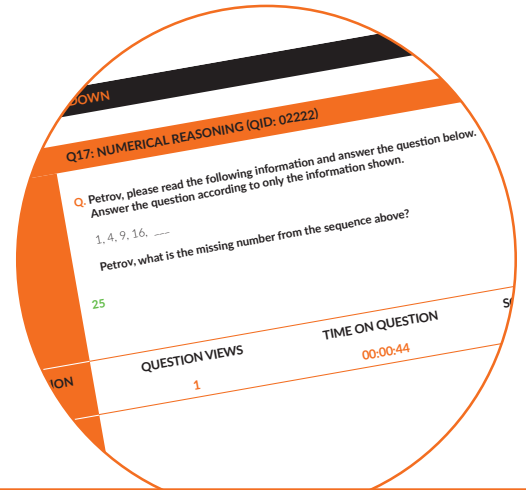 DOWN
Q17: NUMERICAL REASONING (QID: 02222)
Q. Petrov, please read the following information and answer the question below.
Answer the question according to only the information shown.
1, 4, 9, 16, ___
Petrov, what is the missing number from the sequence above?
25
QUESTION VIEWS
TIME ON QUESTION
1
00:00:44